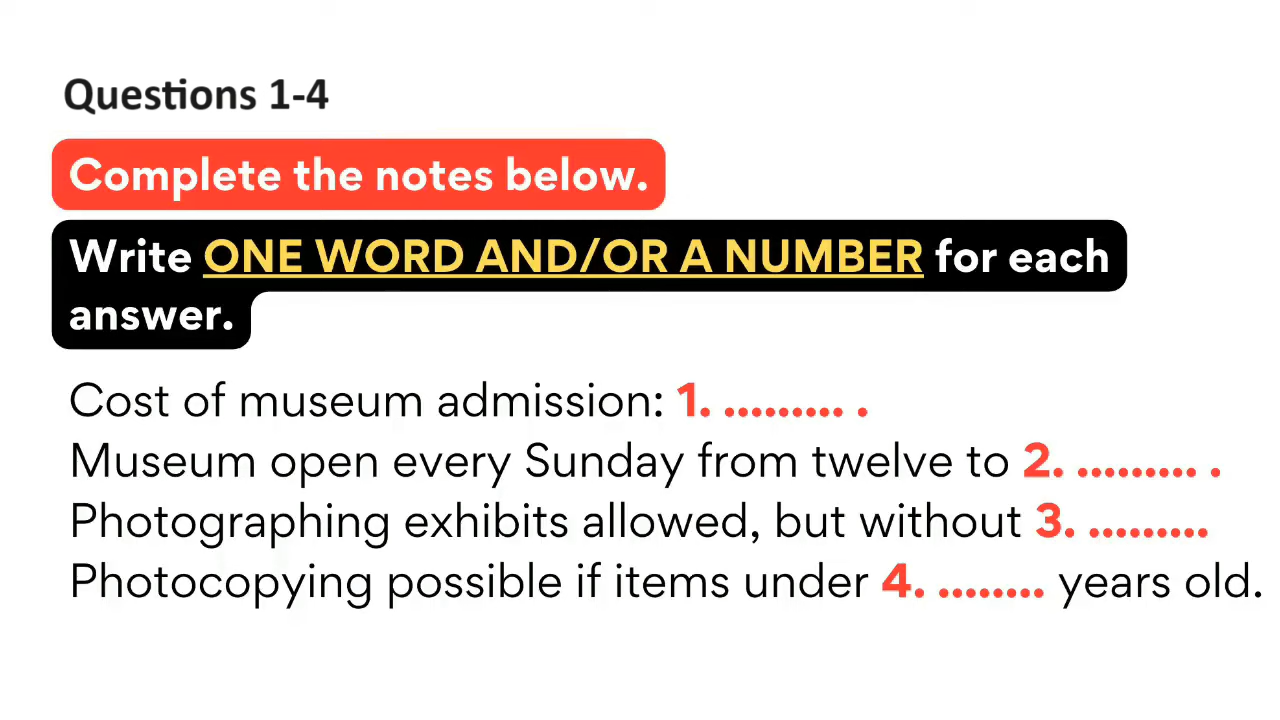 Questions 1-4
Complete the notes below.
Write ONE WORD AND/OR A NUMBER for each
answer.
Cost of museum admission: 1. ......... .
Museum open every Sunday from twelve to 2. ......... .
Photographing exhibits allowed, but without 3. .........
Photocopying possible if items under 4. ........ years old.